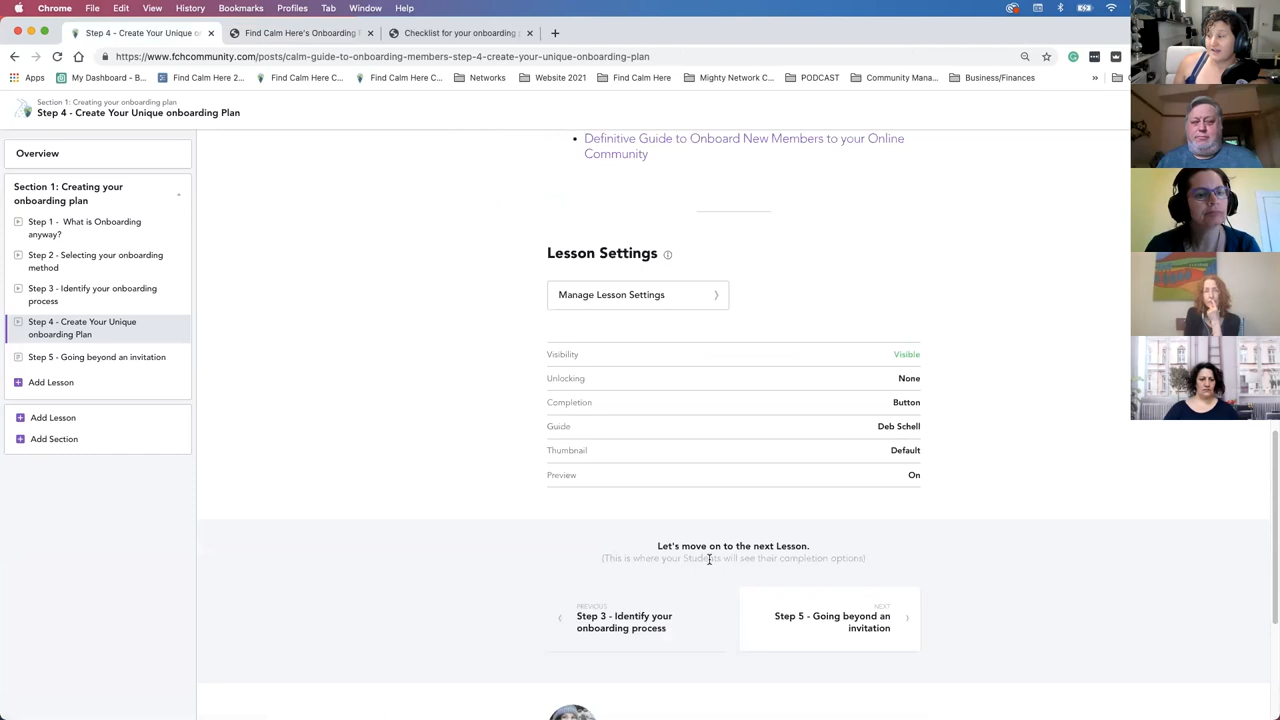 Chrome File Edit View History Bookmarks Profiles Tab Window Help
Step 4 - Create Your Unique o
Find Calm Here's Onboarding
Checklist for your onboarding p
https://www.fchcommunity.com/posts/calm-guide-to-onboarding-members-step-4-create-your-unique-onboarding-plan
Apps My Dashboard - B... Find Calm Here 2... Find Calm Here C... Find Calm Here C... Networks Website 2021 Find Calm Here Mighty Network C... PODCAST Community Mana... Business/Finances
Section 1: Creating your onboarding plan
Step 4 - Create Your Unique onboarding Plan
Overview
Section 1: Creating your
onboarding plan
Step 1 - What is Onboarding
anyway?
Step 2 - Selecting your onboarding
method
Step 3 - Identify your onboarding
process
Step 4 - Create Your Unique
onboarding Plan
Step 5 - Going beyond an invitation
Add Lesson
Add Lesson
Add Section
Definitive Guide to Onboard New Members to your Online
Community
Lesson Settings
Manage Lesson Settings
Visibility Visible
Unlocking None
Completion Button
Guide Deb Schell
Thumbnail Default
Preview On
Let's move on to the next Lesson.
(This is where your Students will see their completion options)
PREVIOUS
Step 3 - Identify your
onboarding process
NEXT
Step 5 - Going beyond an
invitation